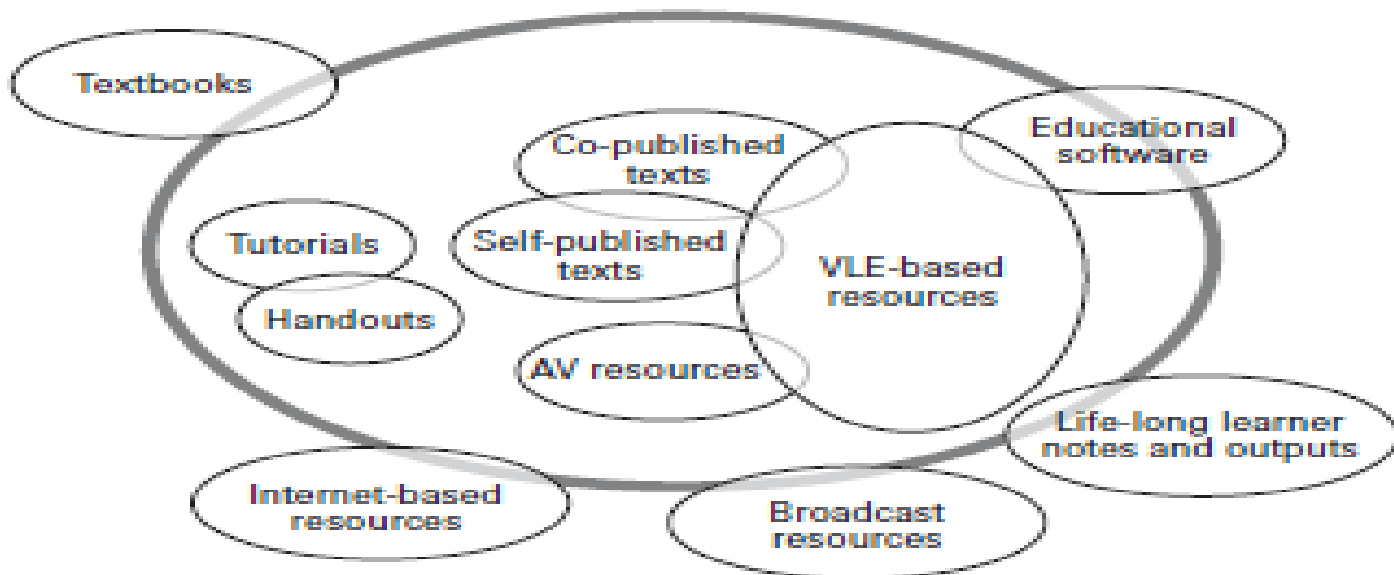 Textbooks
Educational
software
Co-published
texts
Tutorials
Self-published
texts
VLE-based
resources
Handouts
AV resources
Life-long learner
notes and outputs
Internet-based
resources
Broadcast
resources